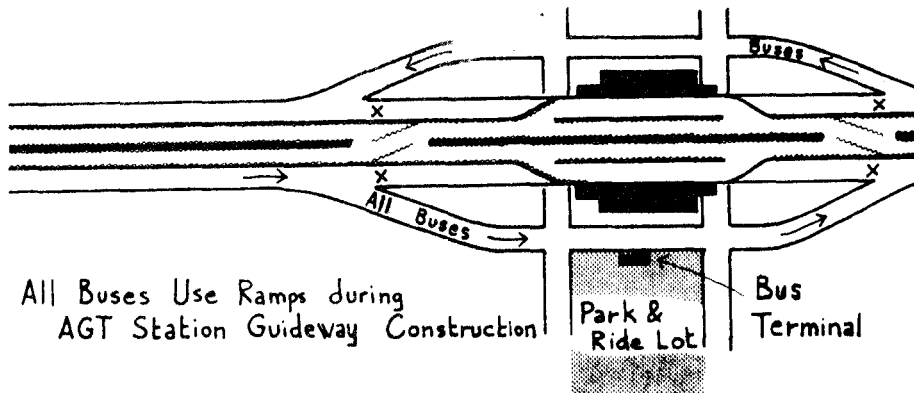 Buses
x
x
x
x
All Buses
All Buses Use Ramps during
AGT Station Guideway Construction
Park &
Ride Lot
Bus
Terminal